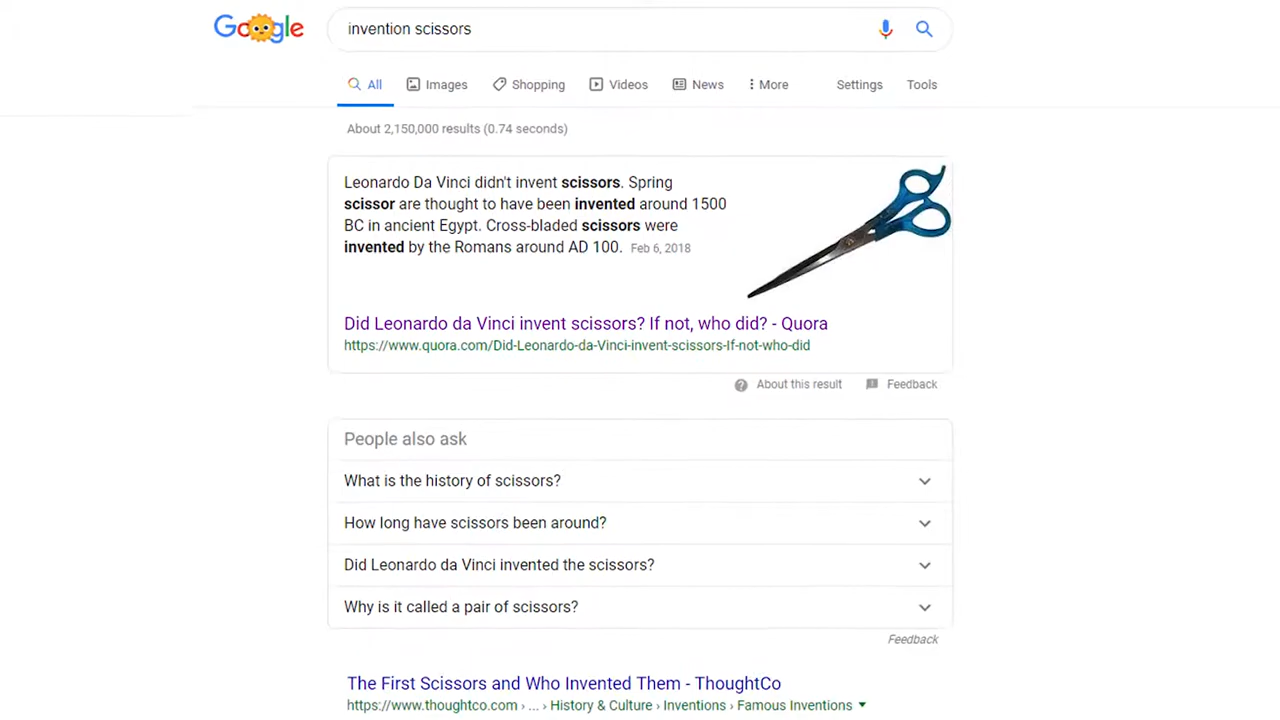 Google
invention scissors
All Images Shopping Videos News More Settings Tools
About 2,150,000 results (0.74 seconds)
Leonardo Da Vinci didn't invent scissors. Spring
scissor are thought to have been invented around 1500
BC in ancient Egypt. Cross-bladed scissors were
invented by the Romans around AD 100. Feb 6, 2018
Did Leonardo da Vinci invent scissors? If not, who did? - Quora
https://www.quora.com/Did-Leonardo-da-Vinci-invent-scissors-If-not-who-did
About this result Feedback
People also ask
What is the history of scissors?
How long have scissors been around?
Did Leonardo da Vinci invented the scissors?
Why is it called a pair of scissors?
Feedback
The First Scissors and Who Invented Them - ThoughtCo
https://www.thoughtco.com › ... › History & Culture › Inventions › Famous Inventions